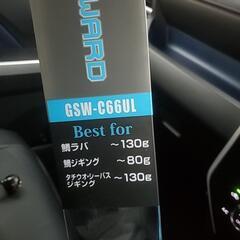 WARD
GSW-C66UL
Best for
鯛ラバ ～130g
鯛ジギング ～80g
タチウオ・シーバス
ジギング ～130g